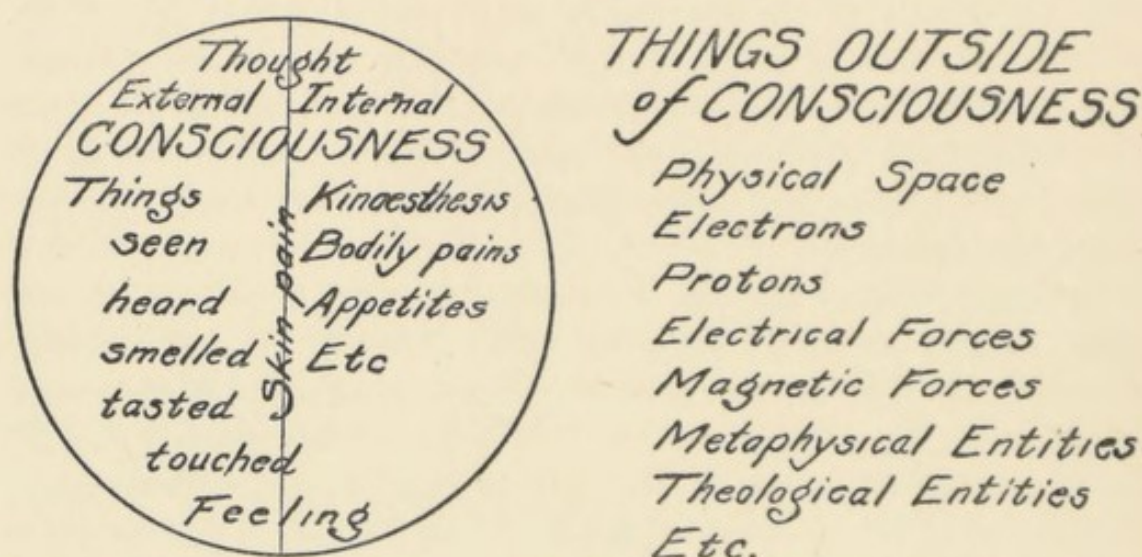 Thought
External Internal
CONSCIOUSNESS
Things
seen
heard
smelled
tasted
touched
Skin pain
Kinaesthesis
Bodily pains
Appetites
Etc
Feeling
THINGS OUTSIDE
of CONSCIOUSNESS
Physical Space
Electrons
Protons
Electrical Forces
Magnetic Forces
Metaphysical Entities
Theological Entities
Etc.